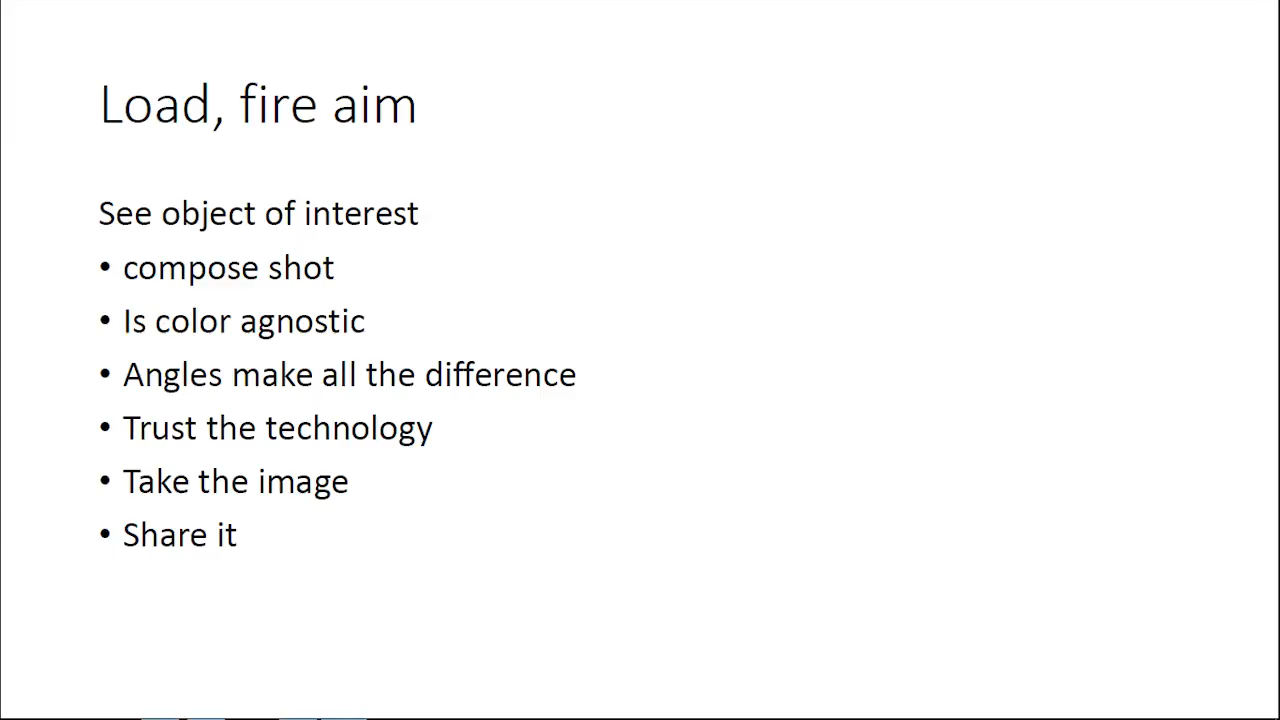 Load, fire aim
See object of interest
• compose shot
• Is color agnostic
• Angles make all the difference
• Trust the technology
• Take the image
• Share it